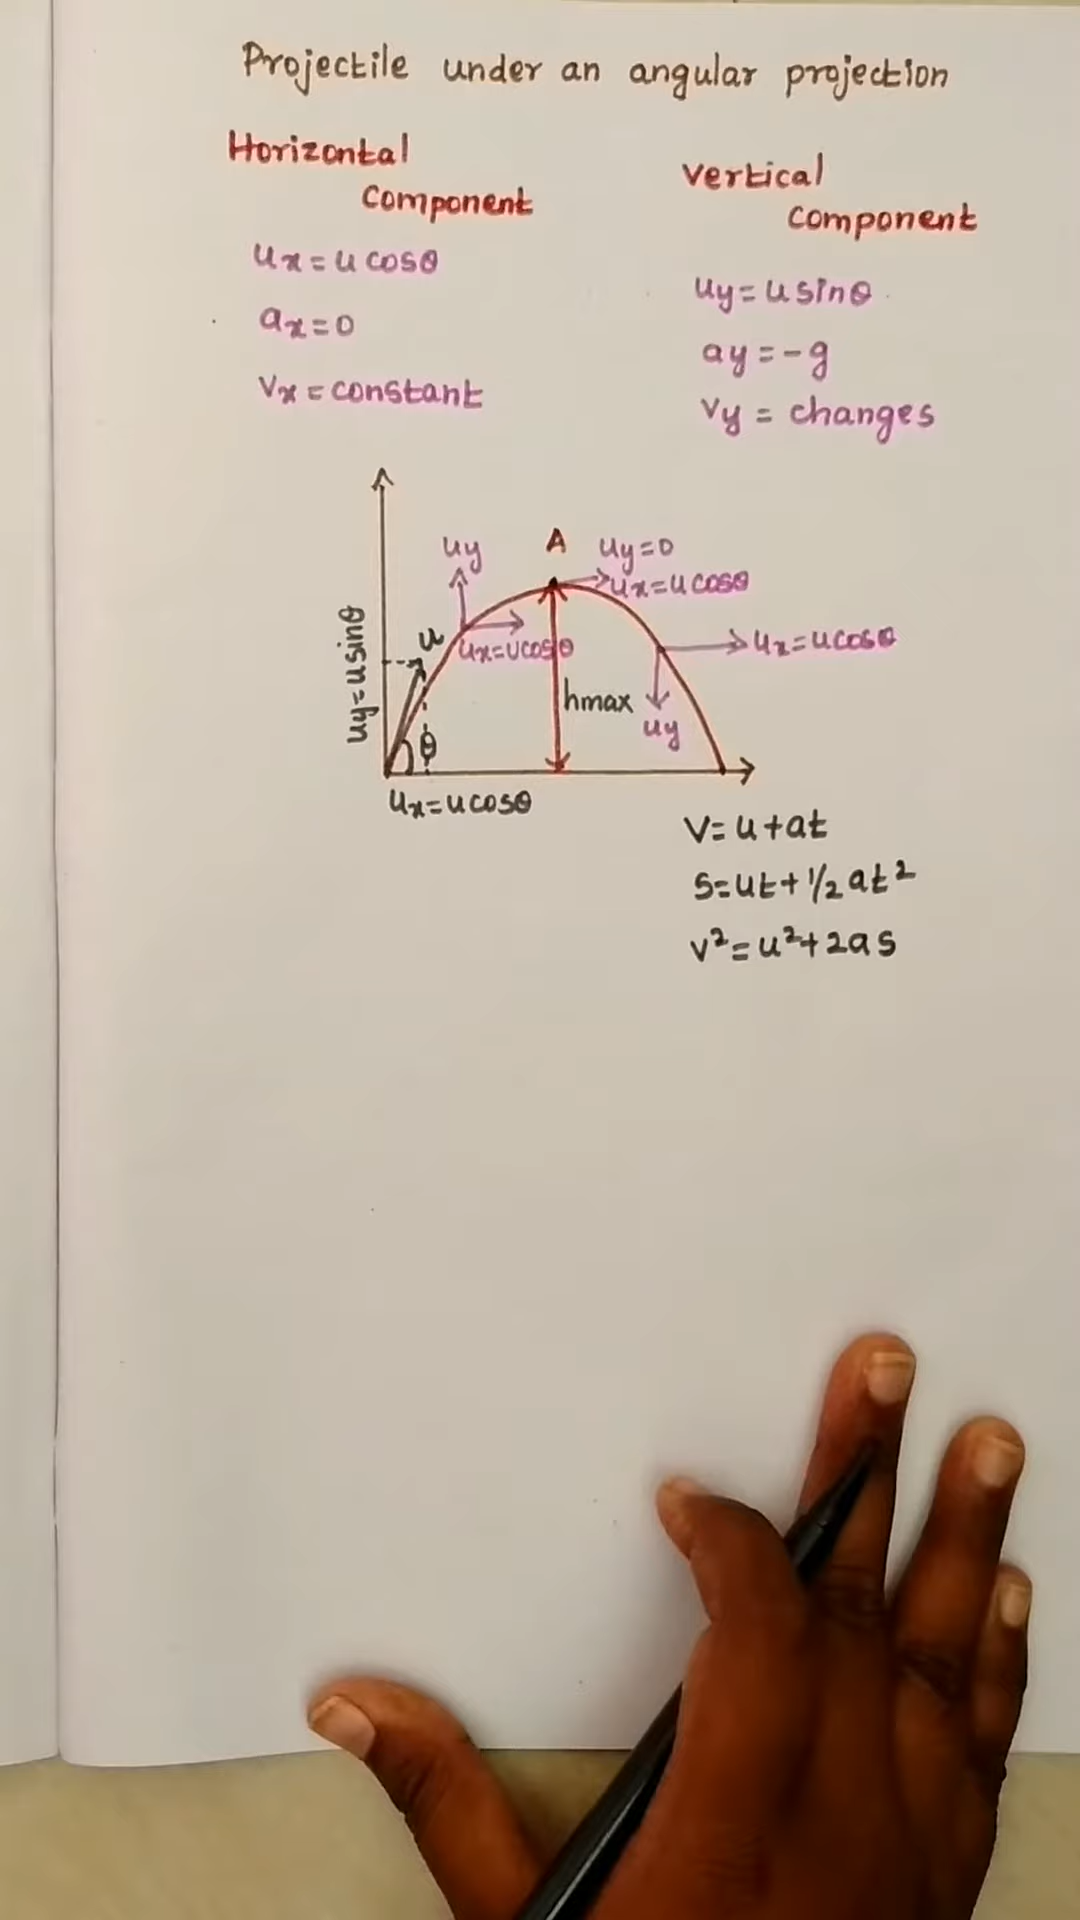 Projectile under an angular projection
Horizontal
component
ux = u cosθ
ax = 0
Vx = constant
Vertical
component
uy = u sinθ
ay = -g
Vy = changes
uy
A
uy = 0
ux = u cosθ
uy = u sinθ
u
ux = u cosθ
ux = u cosθ
hmax
uy
θ
ux = u cosθ
V = u + at
S = ut + 1/2 at²
V² = u² + 2as